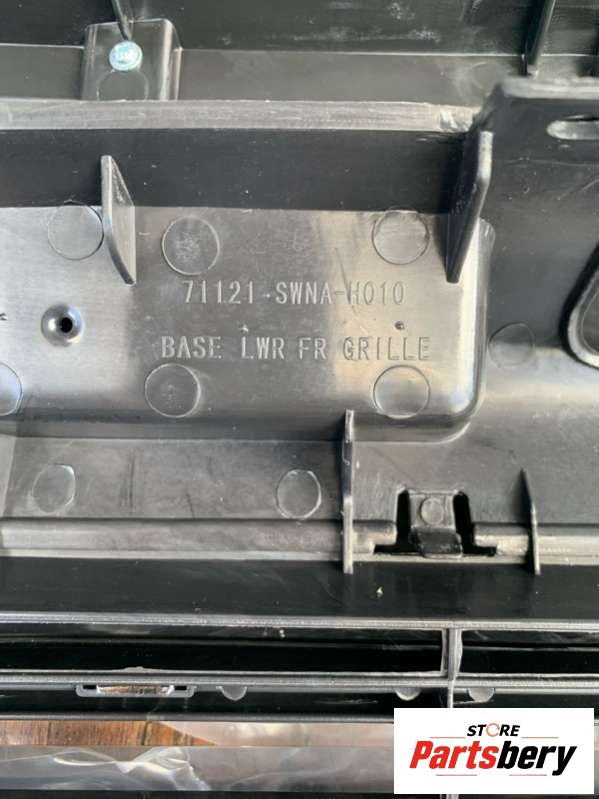 71121-SWNA-H010
BASE LWR FR GRILLE
STORE
Partsbery